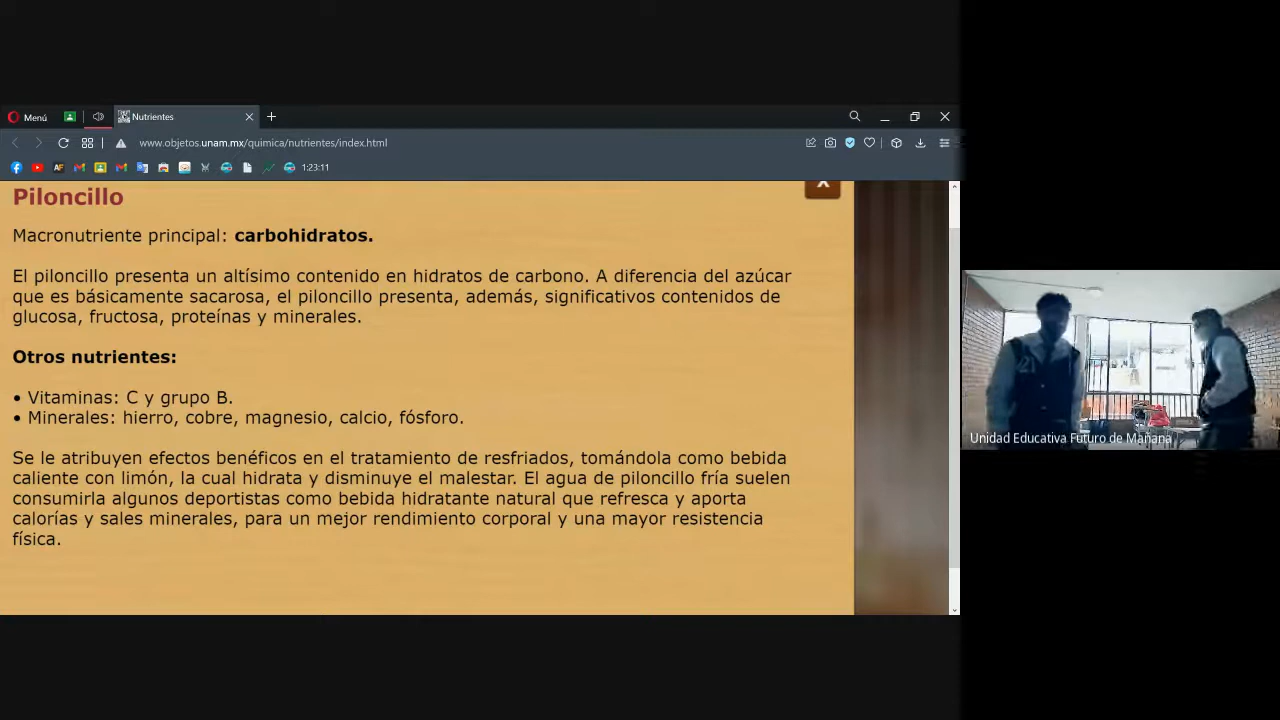 Menú
Nutrientes
www.objetos.unam.mx/quimica/nutrientes/index.html
AF
1:23:11
X
Piloncillo
Macronutriente principal: carbohidratos.
El piloncillo presenta un altísimo contenido en hidratos de carbono. A diferencia del azúcar
que es básicamente sacarosa, el piloncillo presenta, además, significativos contenidos de
glucosa, fructosa, proteínas y minerales.
Otros nutrientes:
• Vitaminas: C y grupo B.
• Minerales: hierro, cobre, magnesio, calcio, fósforo.
Se le atribuyen efectos benéficos en el tratamiento de resfriados, tomándola como bebida
caliente con limón, la cual hidrata y disminuye el malestar. El agua de piloncillo fría suelen
consumirla algunos deportistas como bebida hidratante natural que refresca y aporta
calorías y sales minerales, para un mejor rendimiento corporal y una mayor resistencia
física.
21
Unidad Educativa Futuro de Mañana